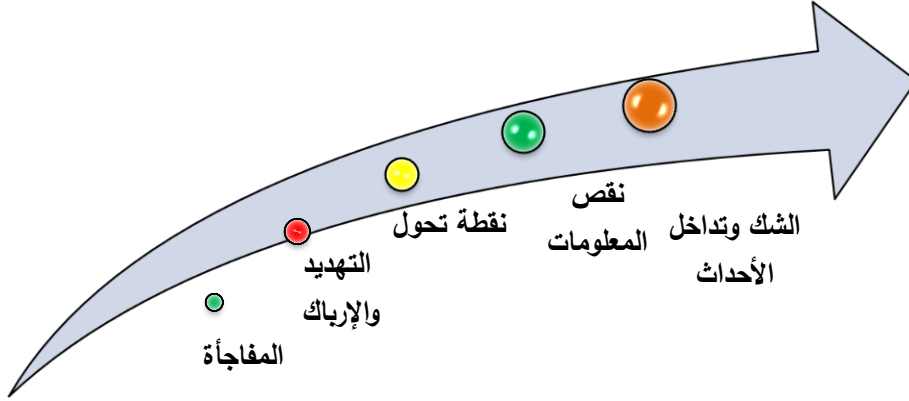 المفاجأة
التهديد
والإرباك
نقطة تحول
نقص
المعلومات
الشك وتداخل
الأحداث